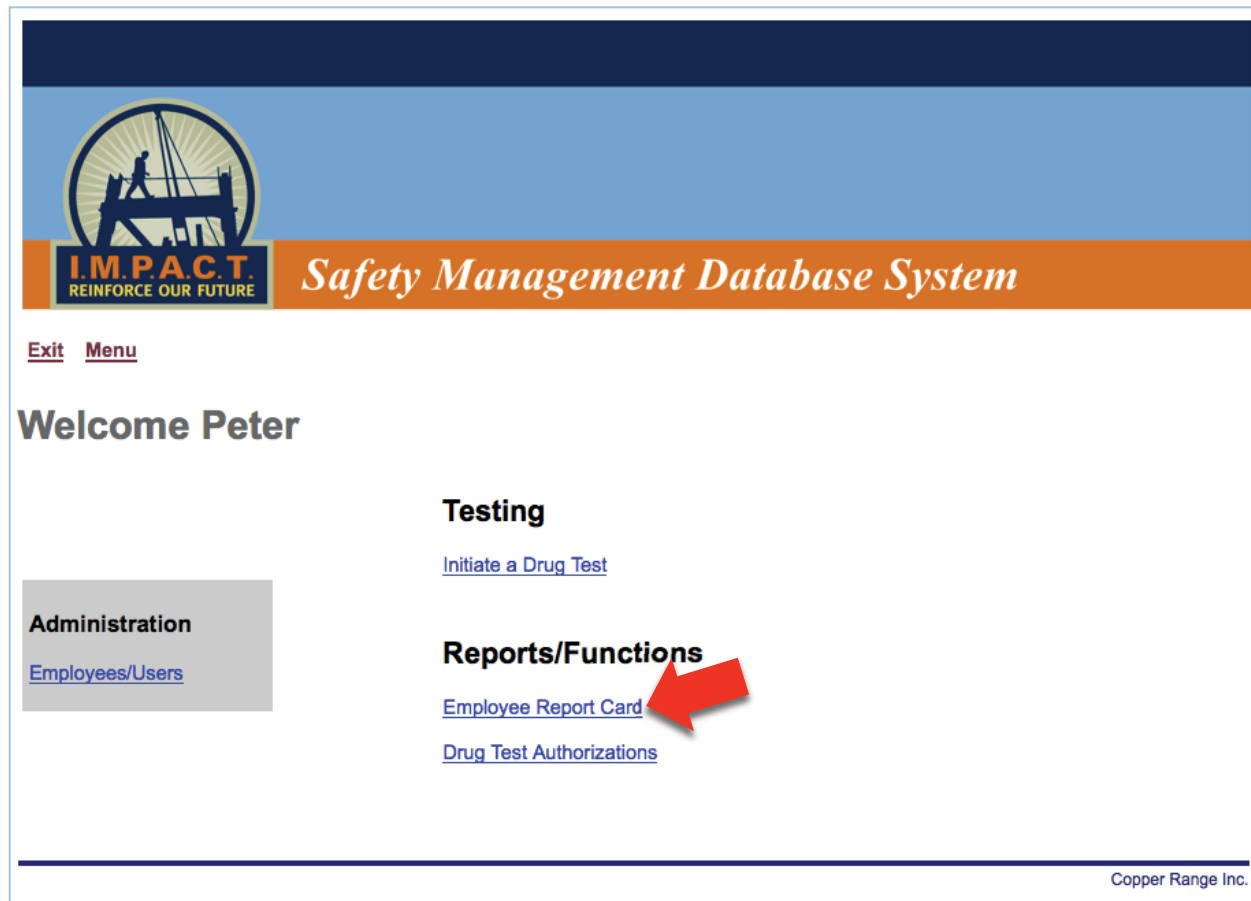 I.M.P.A.C.T.
REINFORCE OUR FUTURE
Safety Management Database System
Exit Menu
Welcome Peter
Testing
Initiate a Drug Test
Administration
Employees/Users
Reports/Functions
Employee Report Card
Drug Test Authorizations
Copper Range Inc.